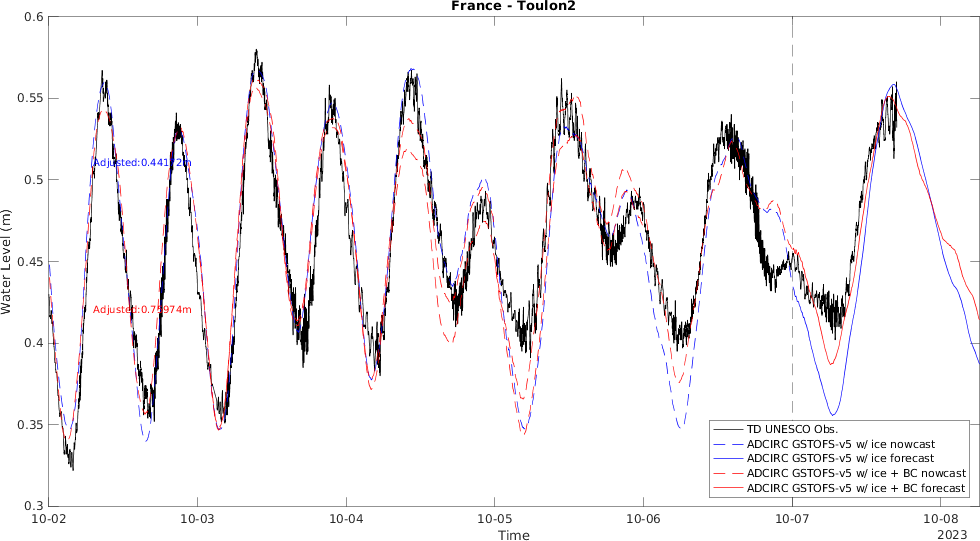 France - Toulon2
0.6
0.55
0.5
0.45
0.4
0.35
0.3
Water Level (m)
Adjusted:0.44172m
Adjusted:0.75974m
TD UNESCO Obs.
ADCIRC GSTOFS-v5 w/ ice nowcast
ADCIRC GSTOFS-v5 w/ ice forecast
ADCIRC GSTOFS-v5 w/ ice + BC nowcast
ADCIRC GSTOFS-v5 w/ ice + BC forecast
10-02 10-03 10-04 10-05 10-06 10-07 10-08
Time
2023